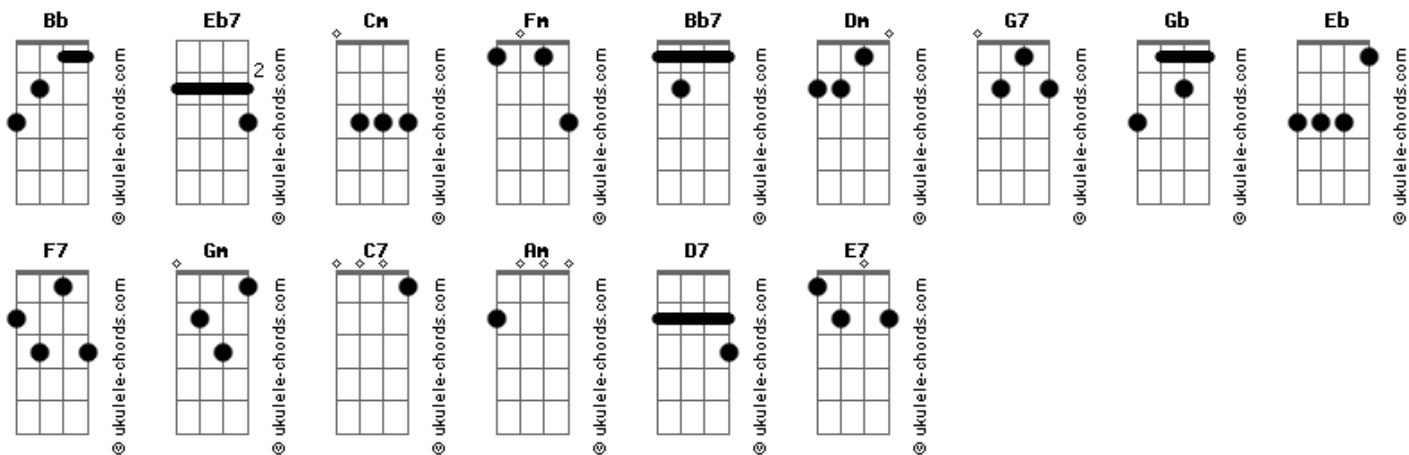 Bb Eb7 Cm Fm Bb7 Dm G7 Gb Eb
2
© ukulele-chords.com © ukulele-chords.com © ukulele-chords.com © ukulele-chords.com © ukulele-chords.com © ukulele-chords.com © ukulele-chords.com © ukulele-chords.com © ukulele-chords.com
F7 Gm C7 Am D7 E7
© ukulele-chords.com © ukulele-chords.com © ukulele-chords.com © ukulele-chords.com © ukulele-chords.com © ukulele-chords.com